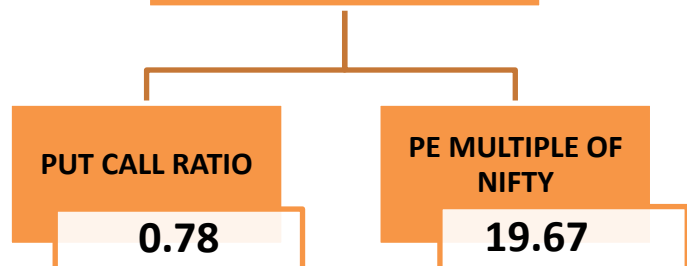 PUT CALL RATIO
0.78
PE MULTIPLE OF
NIFTY
19.67